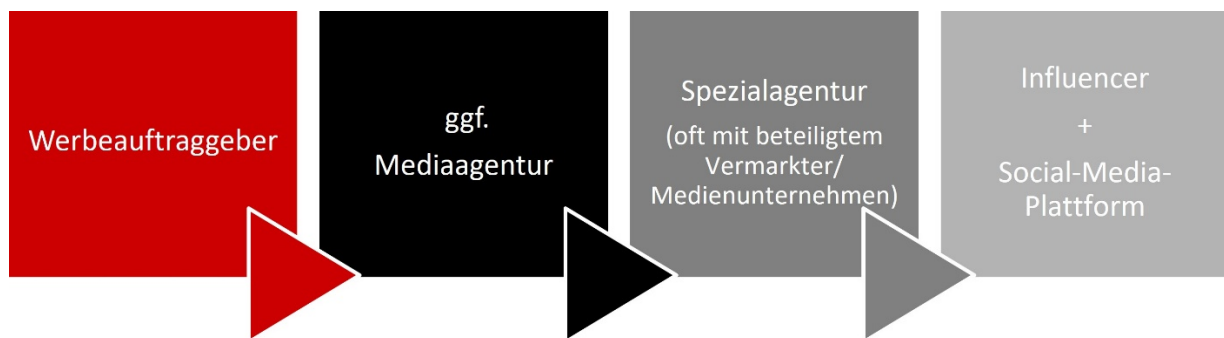 Werbeauftraggeber
ggf.
Mediaagentur
Spezialagentur
(oft mit beteiligtem
Vermarkter/
Medienunternehmen)
Influencer
+
Social-Media-
Plattform